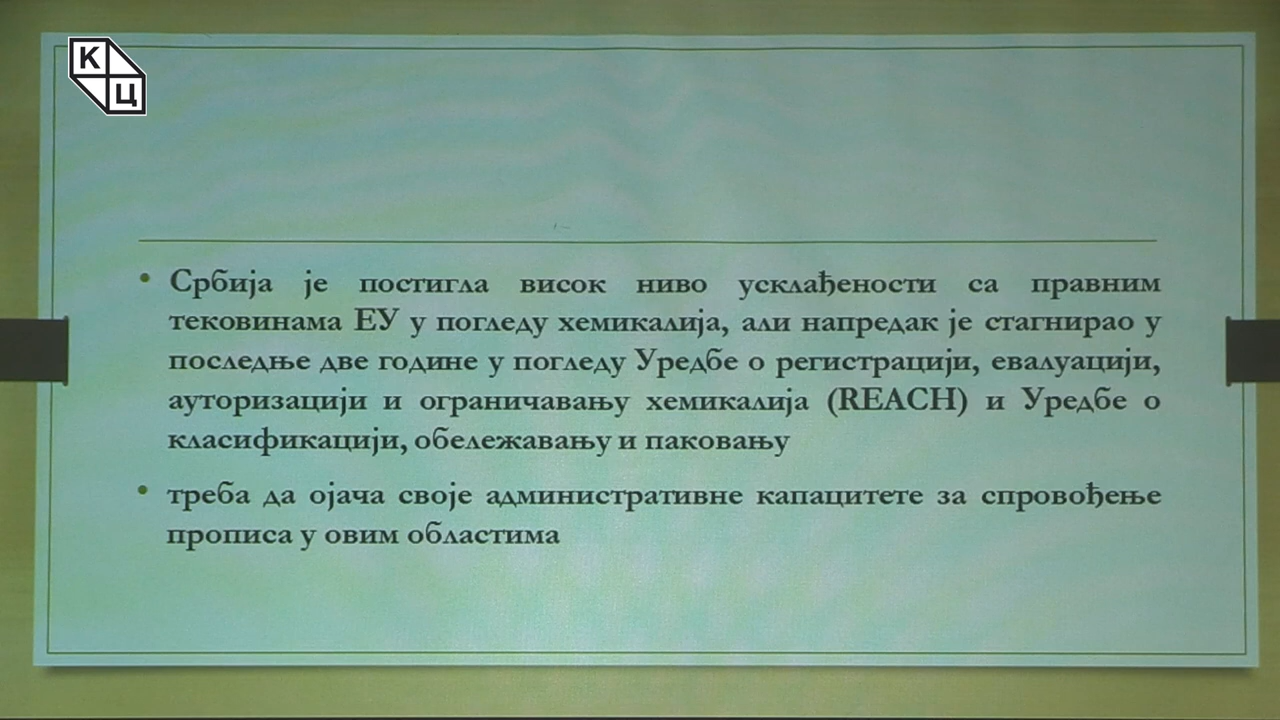 К
Ц
• Србија је постигла висок ниво усклађености са правним
тековинама ЕУ у погледу хемикалија, али напредак је стагнирао у
последње две године у погледу Уредбе о регистрацији, евалуацији,
ауторизацији и ограничавању хемикалија (REACH) и Уредбе о
класификацији, обележавању и паковању
• треба да ојача своје административне капацитете за спровођење
прописа у овим областима